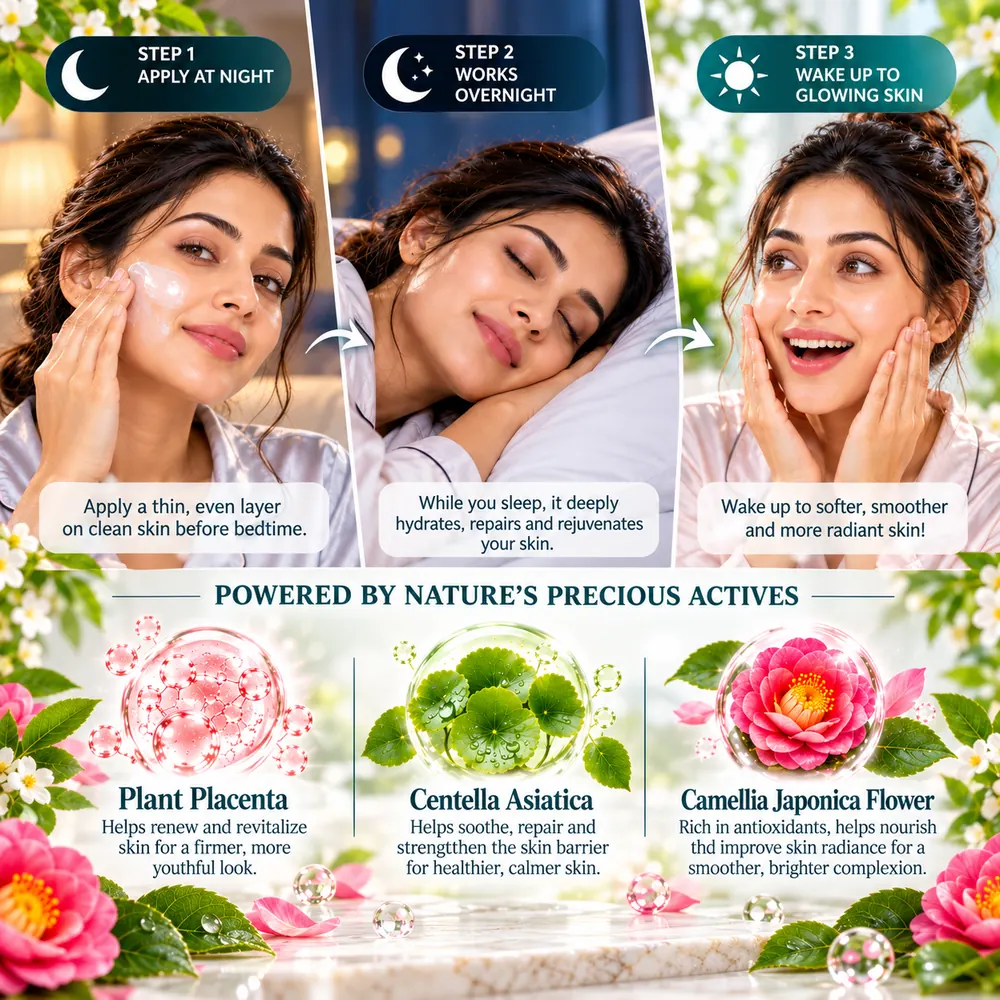 STEP 1
APPLY AT NIGHT
STEP 2
WORKS
OVERNIGHT
STEP 3
WAKE UP TO
GLOWING SKIN
Apply a thin, even layer
on clean skin before bedtime.
While you sleep, it deeply
hydrates, repairs and rejuvenates
your skin.
Wake up to softer, smoother
and more radiant skin!
POWERED BY NATURE'S PRECIOUS ACTIVES
Plant Placenta
Helps renew and revitalize
skin for a firmer, more
youthful look.
Centella Asiatica
Helps soothe, repair and
strengtthen the skin barrier
for healthier, calmer skin.
Camellia Japonica Flower
Rich in antioxidants, helps nourish
thd improve skin radiance for a
smoother, brighter complexion.